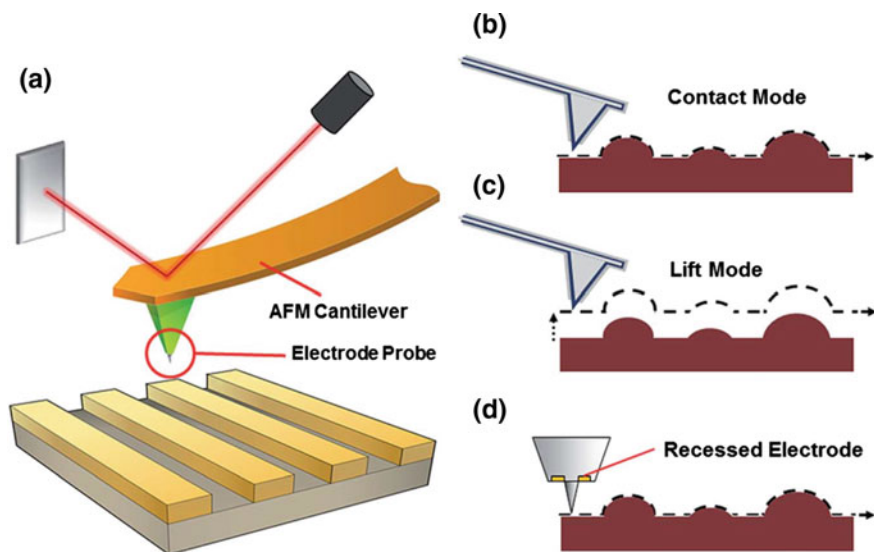 (a)
AFM Cantilever
Electrode Probe
(b)
Contact Mode
(c)
Lift Mode
(d)
Recessed Electrode